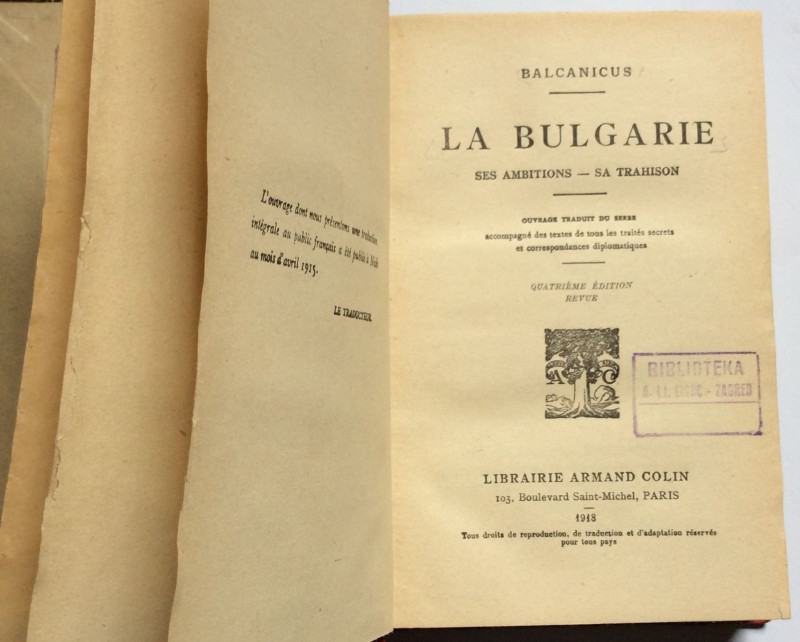 L'ouvrage dont nous présentons une traduction
intégrale au public français a été publié à Nich
au mois d'avril 1915.
LE TRADUCTEUR.
BALCANICUS
LA BULGARIE
SES AMBITIONS — SA TRAHISON
OUVRAGE TRADUIT DU SERBE
accompagné des textes de tous les traités secrets
et correspondances diplomatiques
QUATRIÈME ÉDITION
REVUE
A C
BIBLIOTEKA
ZAGREB
LIBRAIRIE ARMAND COLIN
103, Boulevard Saint-Michel, PARIS
1918
Tous droits de reproduction, de traduction et d'adaptation réservés
pour tous pays